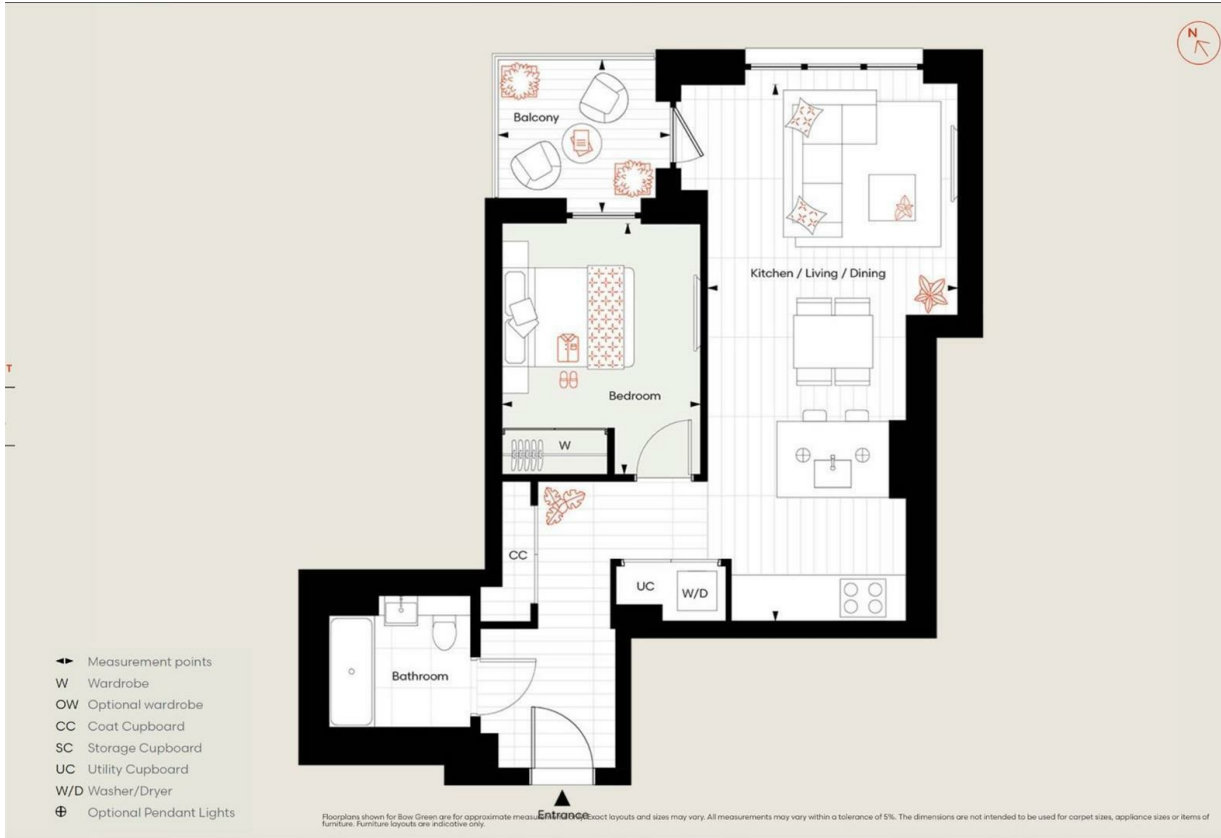 N
Balcony
Kitchen / Living / Dining
T
Bedroom
W
CC
UC
W/D
Bathroom
Measurement points
W Wardrobe
OW Optional wardrobe
CC Coat Cupboard
SC Storage Cupboard
UC Utility Cupboard
W/D Washer/Dryer
Optional Pendant Lights
Entrance
Floorplans shown for Bow Green are for approximate Exact layouts and sizes may vary. All measurements may vary within a tolerance of 5%. The dimensions are not intended to be used for carpet sizes, appliance sizes or items of
furniture. Furniture layouts are indicative only.